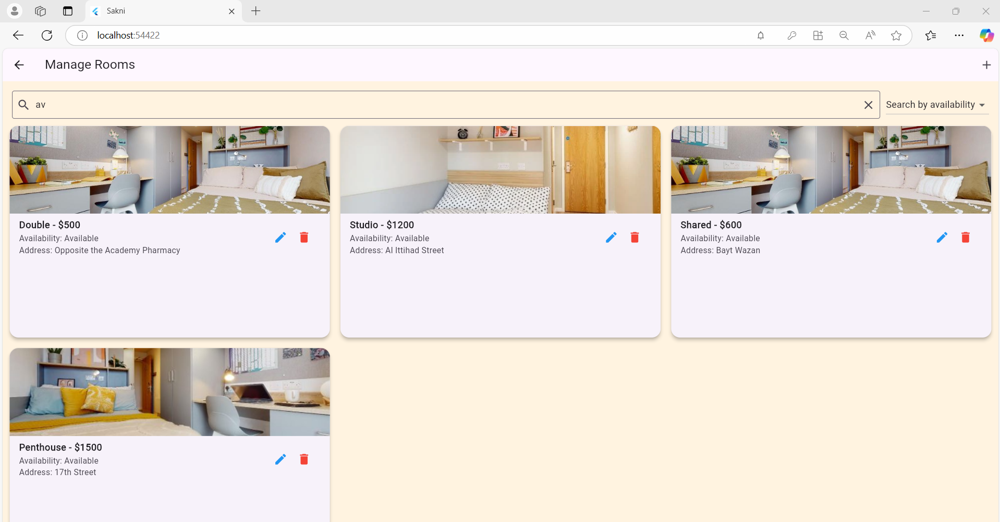 Sakni
localhost:54422
Manage Rooms
av
Search by availability
Double - $500
Availability: Available
Address: Opposite the Academy Pharmacy
Studio - $1200
Availability: Available
Address: Al Ittihad Street
Shared - $600
Availability: Available
Address: Bayt Wazan
Penthouse - $1500
Availability: Available
Address: 17th Street